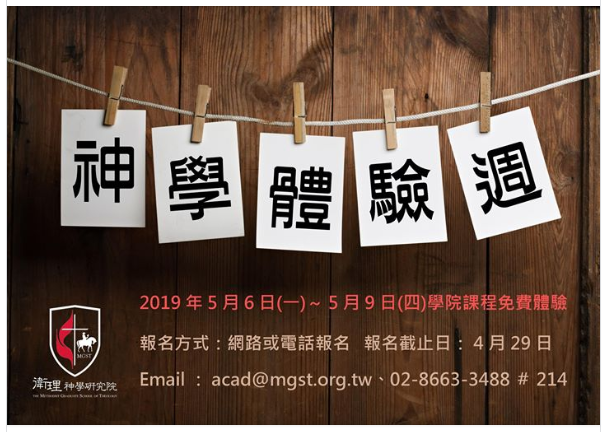 神學體驗週
2019 年 5 月 6 日(一)~ 5 月 9 日(四)學院課程免費體驗
報名方式：網路或電話報名 報名截止日： 4 月 29 日
MGST
衛理神學研究院
THE METHODIST GRADUATE SCHOOL OF THEOLOGY
Email ： acad@mgst.org.tw、02-8663-3488 # 214